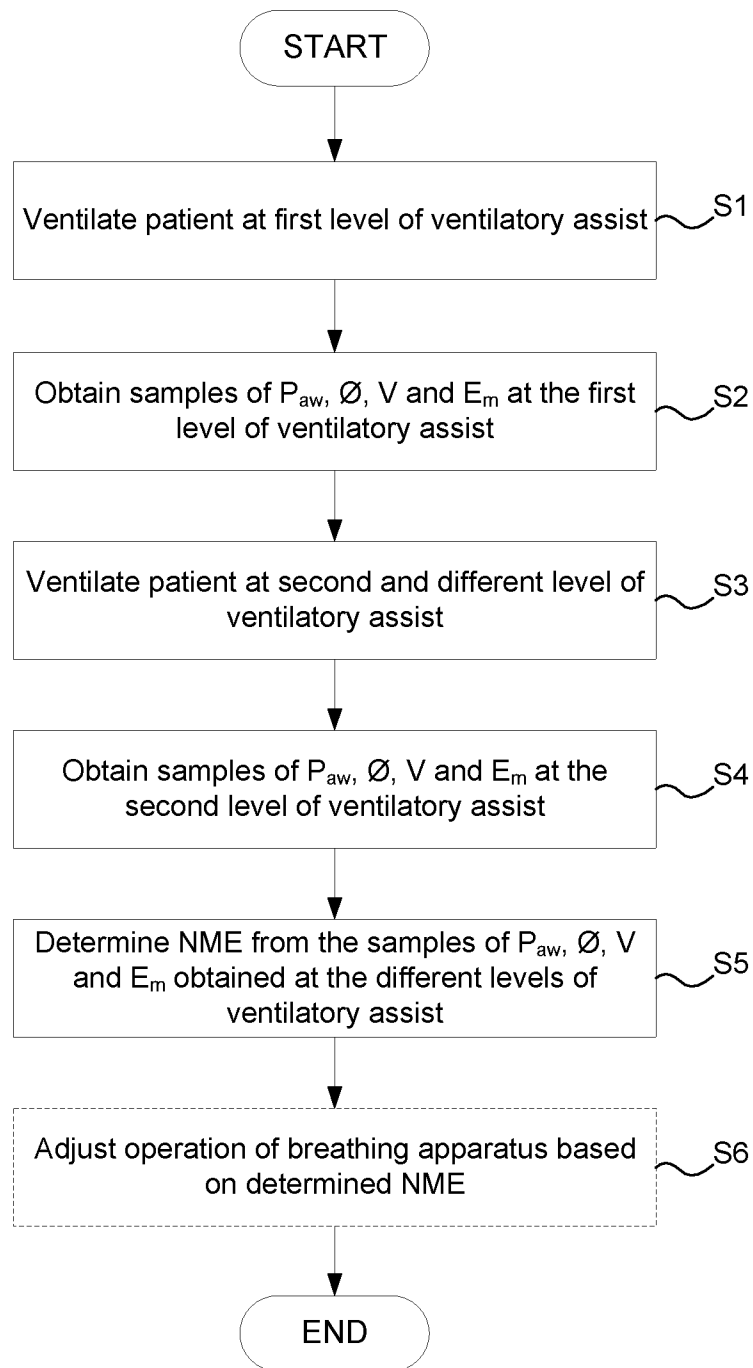 START
Ventilate patient at first level of ventilatory assist
S1
Obtain samples of Paw, Ø, V and Em at the first
level of ventilatory assist
S2
Ventilate patient at second and different level of
ventilatory assist
S3
Obtain samples of Paw, Ø, V and Em at the
second level of ventilatory assist
S4
Determine NME from the samples of Paw, Ø, V
and Em obtained at the different levels of
ventilatory assist
S5
Adjust operation of breathing apparatus based
on determined NME
S6
END